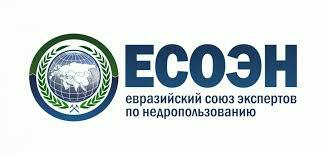 ЕСОЭН
евразийский союз экспертов
по недропользованию